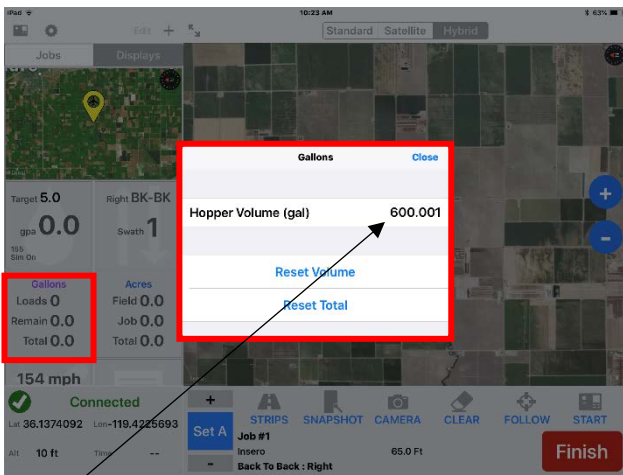 iPad
10:23 AM
63%
Edit
Standard Satellite Hybrid
Jobs Displays
Gallons Close
Hopper Volume (gal) 600.001
Reset Volume
Reset Total
Target 5.0
gpa 0.0
155
Sim On
Right BK-BK
Swath 1
Gallons
Loads 0
Remain 0.0
Total 0.0
Acres
Field 0.0
Job 0.0
Total 0.0
154 mph
Connected
Lat 36.1374092 Lon-119.4225693
Alt 10 ft Time --
+
Set A
-
STRIPS SNAPSHOT CAMERA CLEAR FOLLOW START
Job #1
Insero 65.0 Ft
Back To Back : Right
Finish